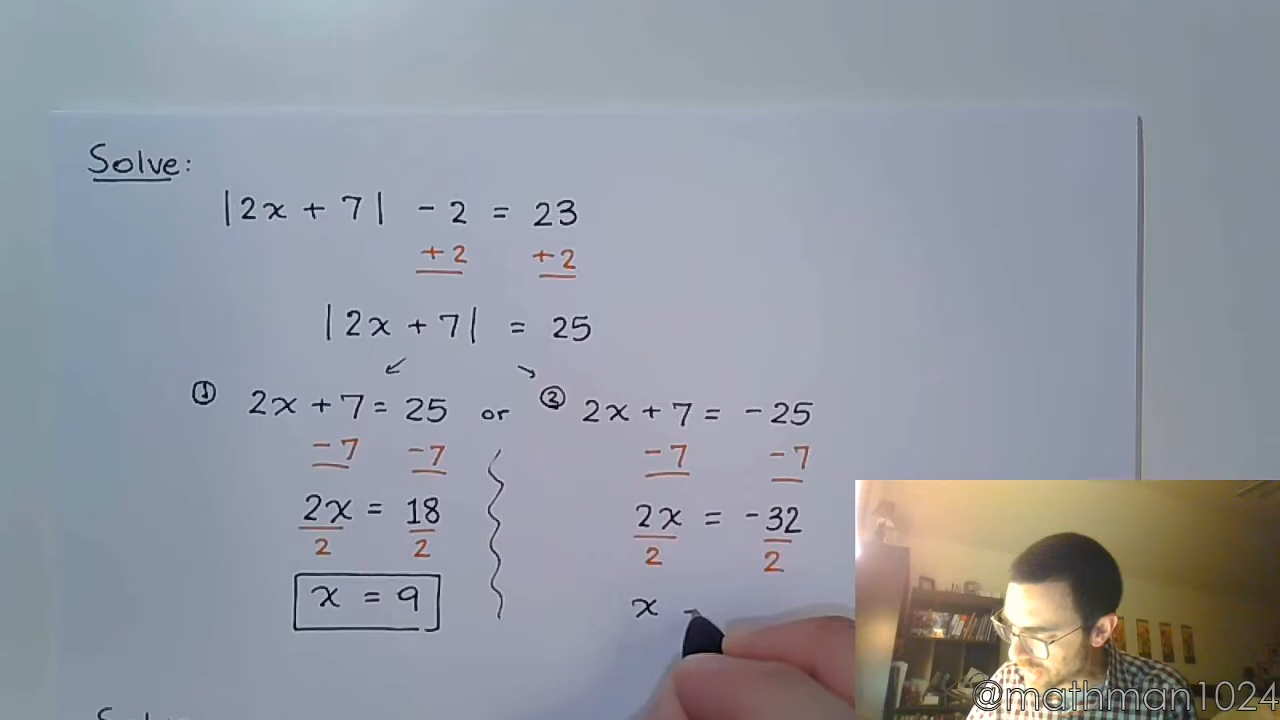 Solve:
|2x + 7| - 2 = 23
+2 +2
|2x + 7| = 25
① 2x + 7 = 25 or ② 2x + 7 = -25
-7 -7 -7 -7
2x = 18 2x = -32
2 2 2 2
x = 9 x
@mathman1024